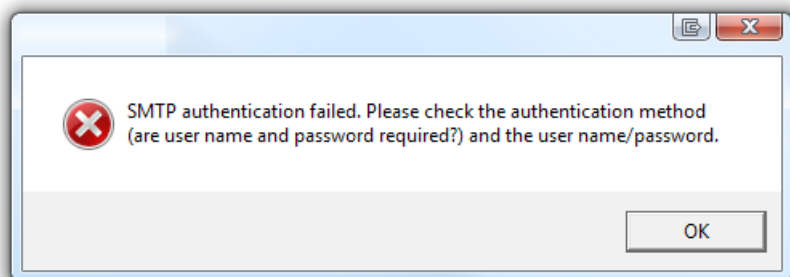 SMTP authentication failed. Please check the authentication method
(are user name and password required?) and the user name/password.
OK